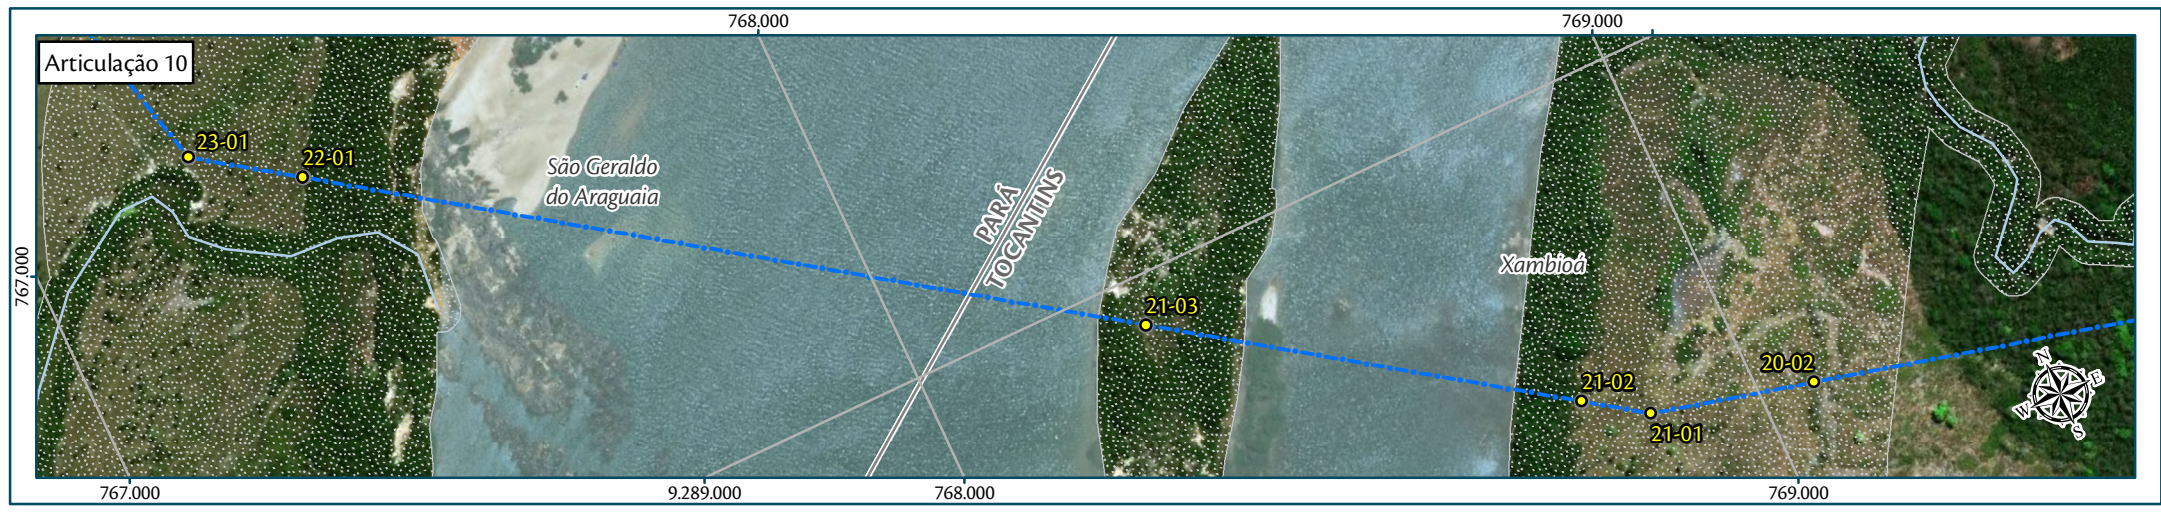 768.000
769.000
Articulação 10
23-01
22-01
São Geraldo
do Araguaia
PARÁ
TOCANTINS
Xambioá
767.000
21-03
21-02
20-02
21-01
N
E
W
S
767.000
9.289.000
768.000
769.000